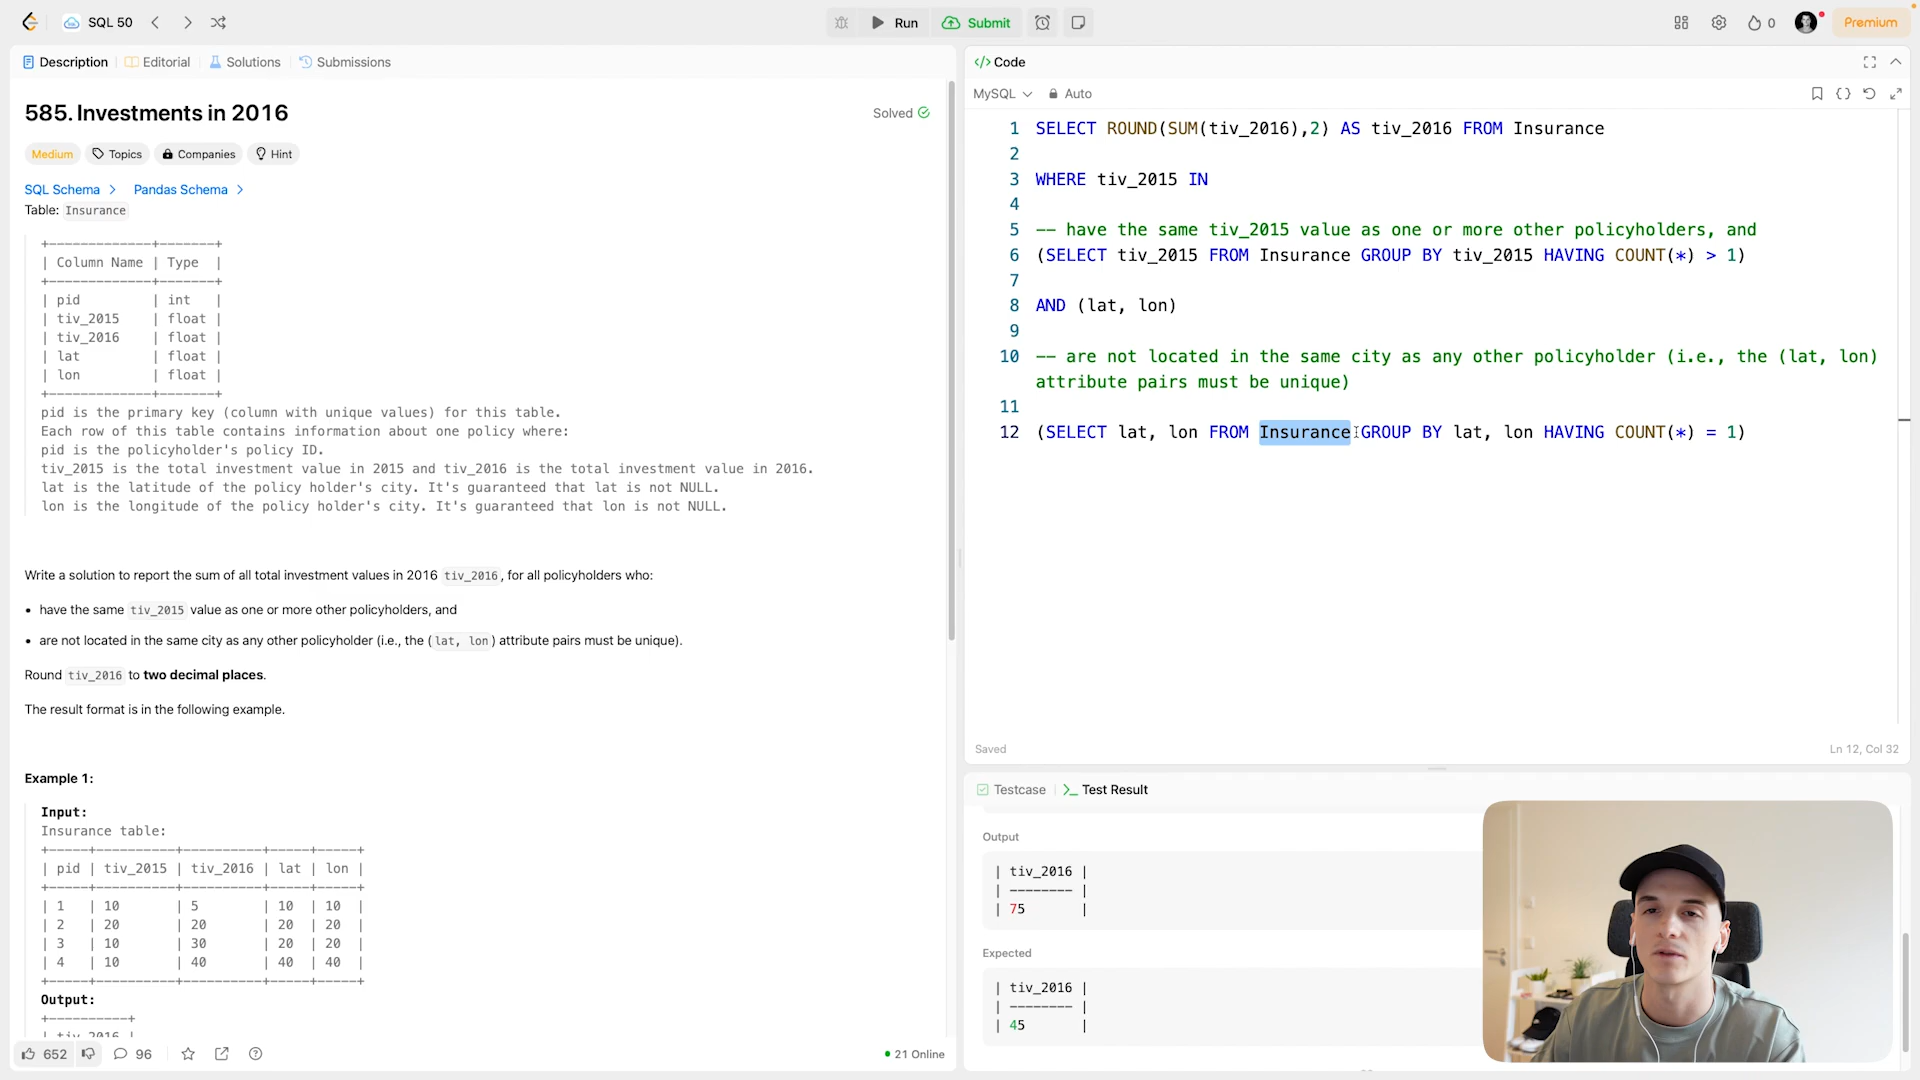 SQL 50
Run
Submit
0
Premium
Description
Editorial
Solutions
Submissions
585. Investments in 2016
Solved
Medium
Topics
Companies
Hint
SQL Schema
Pandas Schema
Table: Insurance
+-------------+-------+
| Column Name | Type  |
+-------------+-------+
| pid         | int   |
| tiv_2015    | float |
| tiv_2016    | float |
| lat         | float |
| lon         | float |
+-------------+-------+
pid is the primary key (column with unique values) for this table.
Each row of this table contains information about one policy where:
pid is the policyholder's policy ID.
tiv_2015 is the total investment value in 2015 and tiv_2016 is the total investment value in 2016.
lat is the latitude of the policy holder's city. It's guaranteed that lat is not NULL.
lon is the longitude of the policy holder's city. It's guaranteed that lon is not NULL.
Write a solution to report the sum of all total investment values in 2016 tiv_2016, for all policyholders who:
• have the same tiv_2015 value as one or more other policyholders, and
• are not located in the same city as any other policyholder (i.e., the (lat, lon) attribute pairs must be unique).
Round tiv_2016 to two decimal places.
The result format is in the following example.
Example 1:
Input:
Insurance table:
+-----+----------+----------+-----+-----+
| pid | tiv_2015 | tiv_2016 | lat | lon |
+-----+----------+----------+-----+-----+
| 1   | 10       | 5        | 10  | 10  |
| 2   | 20       | 20       | 20  | 20  |
| 3   | 10       | 30       | 20  | 20  |
| 4   | 10       | 40       | 40  | 40  |
+-----+----------+----------+-----+-----+
Output:
+----------+
| tiv_2016 |
652
96
21 Online
</> Code
MySQL
Auto
1 SELECT ROUND(SUM(tiv_2016),2) AS tiv_2016 FROM Insurance
2
3 WHERE tiv_2015 IN
4
5 -- have the same tiv_2015 value as one or more other policyholders, and
6 (SELECT tiv_2015 FROM Insurance GROUP BY tiv_2015 HAVING COUNT(*) > 1)
7
8 AND (lat, lon)
9
10 -- are not located in the same city as any other policyholder (i.e., the (lat, lon)
attribute pairs must be unique)
11
12 (SELECT lat, lon FROM Insurance GROUP BY lat, lon HAVING COUNT(*) = 1)
Saved
Ln 12, Col 32
Testcase
Test Result
Output
| tiv_2016 |
| -------- |
| 75       |
Expected
| tiv_2016 |
| -------- |
| 45       |